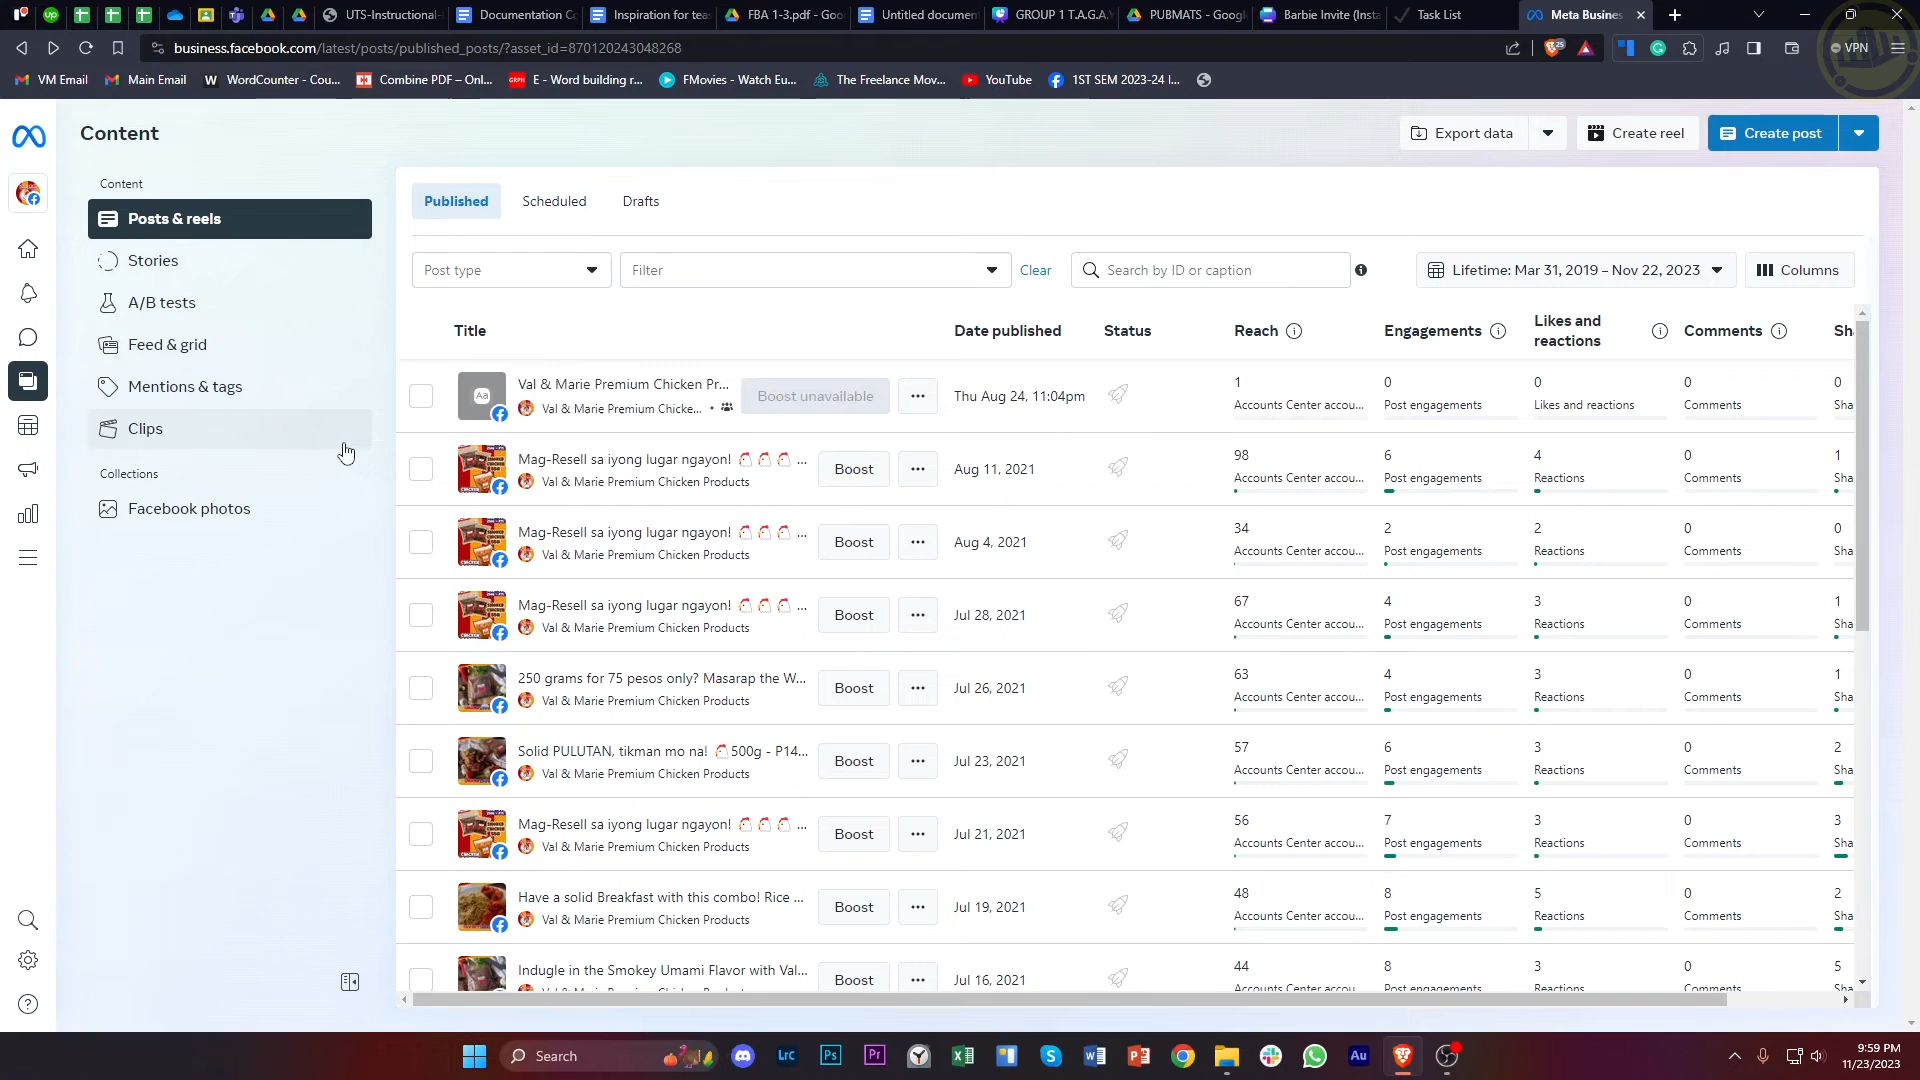 UTS-Instructional-
Documentation Co
Inspiration for teas
FBA 1-3.pdf - Goo
Untitled document
GROUP 1 T.A.G.A.Y
PUBMATS - Google
Barbie Invite (Insta
Task List
Meta Business
business.facebook.com/latest/posts/published_posts/?asset_id=870120243048268
25
VPN
VM Email
Main Email
WordCounter - Cou...
Combine PDF – Onl...
E - Word building r...
FMovies - Watch Eu...
The Freelance Mov...
YouTube
1ST SEM 2023-24 I...
Content
Export data
Create reel
Create post
Content
Posts & reels
Stories
A/B tests
Feed & grid
Mentions & tags
Clips
Collections
Facebook photos
Published
Scheduled
Drafts
Post type
Filter
Clear
Search by ID or caption
Lifetime: Mar 31, 2019 – Nov 22, 2023
Columns
Title
Date published
Status
Reach
Engagements
Likes and reactions
Comments
Sha
Aa
Val & Marie Premium Chicken Pr...
Val & Marie Premium Chicke...
Boost unavailable
Thu Aug 24, 11:04pm
1
Accounts Center accou...
0
Post engagements
0
Likes and reactions
0
Comments
0
Sha
Mag-Resell sa iyong lugar ngayon! ...
Val & Marie Premium Chicken Products
Boost
Aug 11, 2021
98
Accounts Center accou...
6
Post engagements
4
Reactions
0
Comments
1
Sha
Mag-Resell sa iyong lugar ngayon! ...
Val & Marie Premium Chicken Products
Boost
Aug 4, 2021
34
Accounts Center accou...
2
Post engagements
2
Reactions
0
Comments
0
Sha
Mag-Resell sa iyong lugar ngayon! ...
Val & Marie Premium Chicken Products
Boost
Jul 28, 2021
67
Accounts Center accou...
4
Post engagements
3
Reactions
0
Comments
1
Sha
250 grams for 75 pesos only? Masarap the W...
Val & Marie Premium Chicken Products
Boost
Jul 26, 2021
63
Accounts Center accou...
4
Post engagements
3
Reactions
0
Comments
1
Sha
Solid PULUTAN, tikman mo na! 500g - P14...
Val & Marie Premium Chicken Products
Boost
Jul 23, 2021
57
Accounts Center accou...
6
Post engagements
3
Reactions
0
Comments
2
Sha
Mag-Resell sa iyong lugar ngayon! ...
Val & Marie Premium Chicken Products
Boost
Jul 21, 2021
56
Accounts Center accou...
7
Post engagements
3
Reactions
0
Comments
3
Sha
Have a solid Breakfast with this combo! Rice ...
Val & Marie Premium Chicken Products
Boost
Jul 19, 2021
48
Accounts Center accou...
8
Post engagements
5
Reactions
0
Comments
2
Sha
Indugle in the Smokey Umami Flavor with Val...
Val & Marie Premium Chicken Products
Boost
Jul 16, 2021
44
Accounts Center accou...
8
Post engagements
3
Reactions
0
Comments
5
Sha
Search
Lrc
Ps
Pr
Au
9:59 PM
11/23/2023